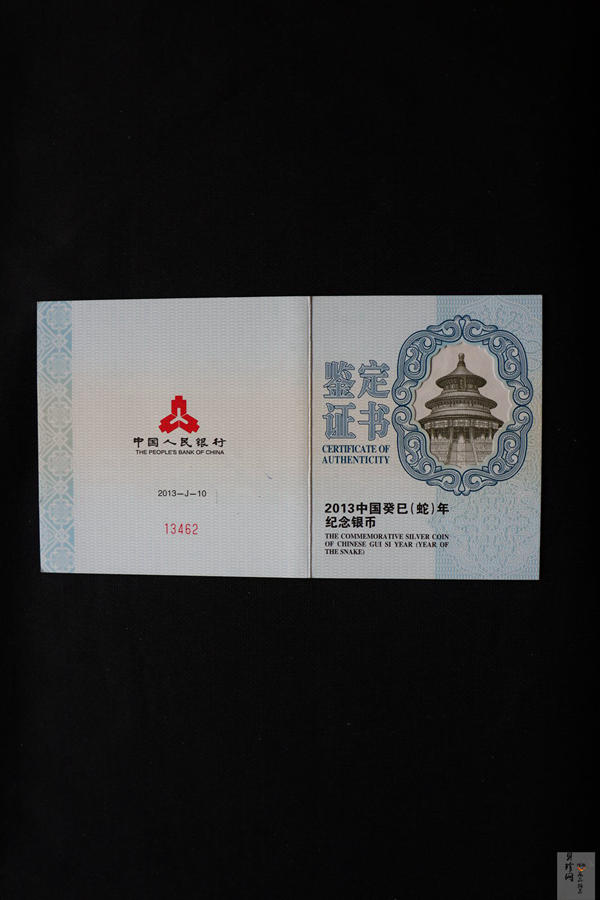 中国人民银行
THE PEOPLE'S BANK OF CHINA
2013—J—10
13462
鉴定
证书
CERTIFICATE OF
AUTHENTICITY
2013中国癸巳(蛇)年
纪念银币
THE COMMEMORATIVE SILVER COIN
OF CHINESE GUI SI YEAR (YEAR OF
THE SNAKE)